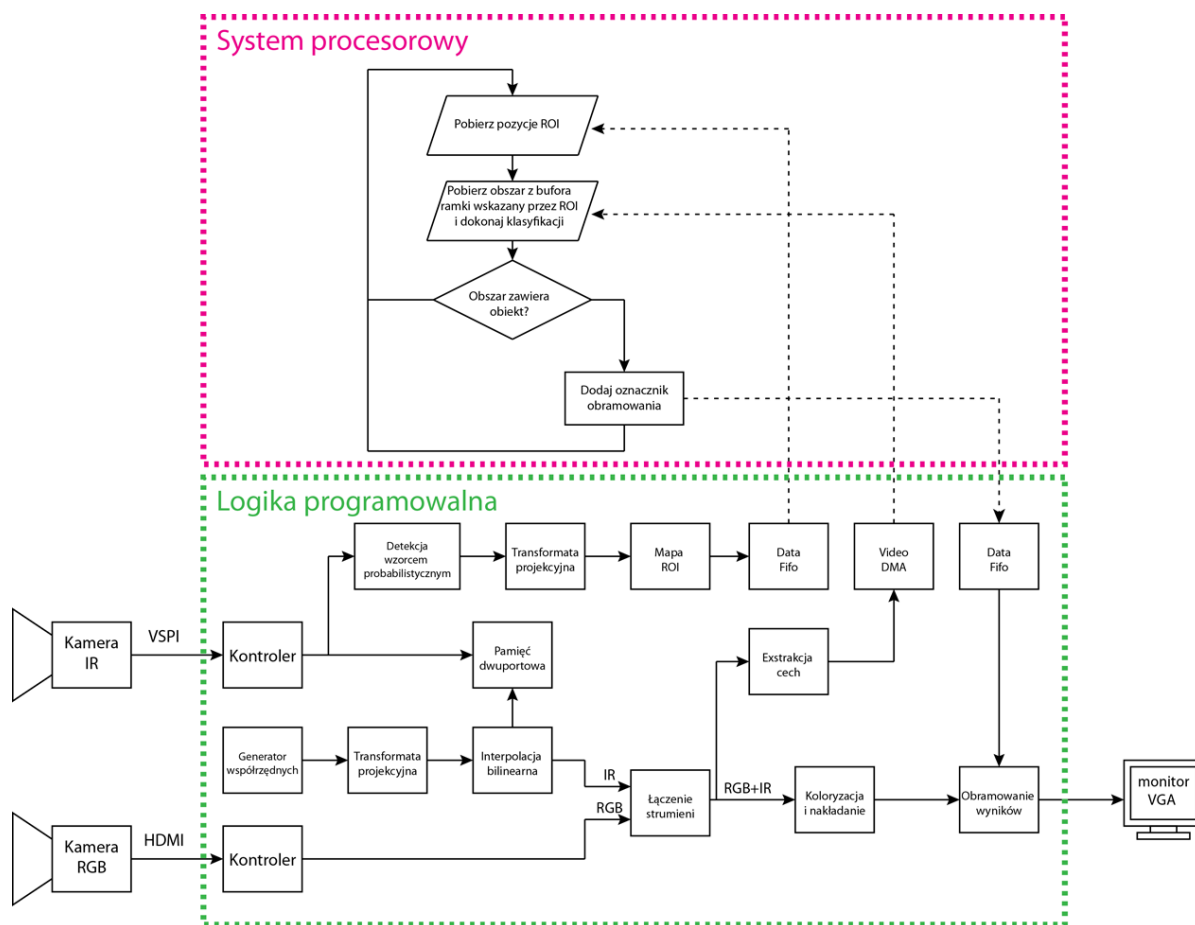 System procesorowy
Pobierz pozycje ROI
Pobierz obszar z bufora
ramki wskazany przez ROI
i dokonaj klasyfikacji
Obszar zawiera
obiekt?
Dodaj oznacznik
obramowania
Logika programowalna
Detekcja
wzorcem
probabilistycznym
Transformata
projekcyjna
Mapa
ROI
Data
Fifo
Video
DMA
Data
Fifo
Kamera
IR
VSPI
Kontroler
Pamięć
dwuportowa
Exstrakcja
cech
Generator
współrzędnych
Transformata
projekcyjna
Interpolacja
bilinearna
IR
RGB
Łączenie
strumieni
RGB+IR
Koloryzacja
i nakładanie
Obramowanie
wyników
monitor
VGA
Kamera
RGB
HDMI
Kontroler